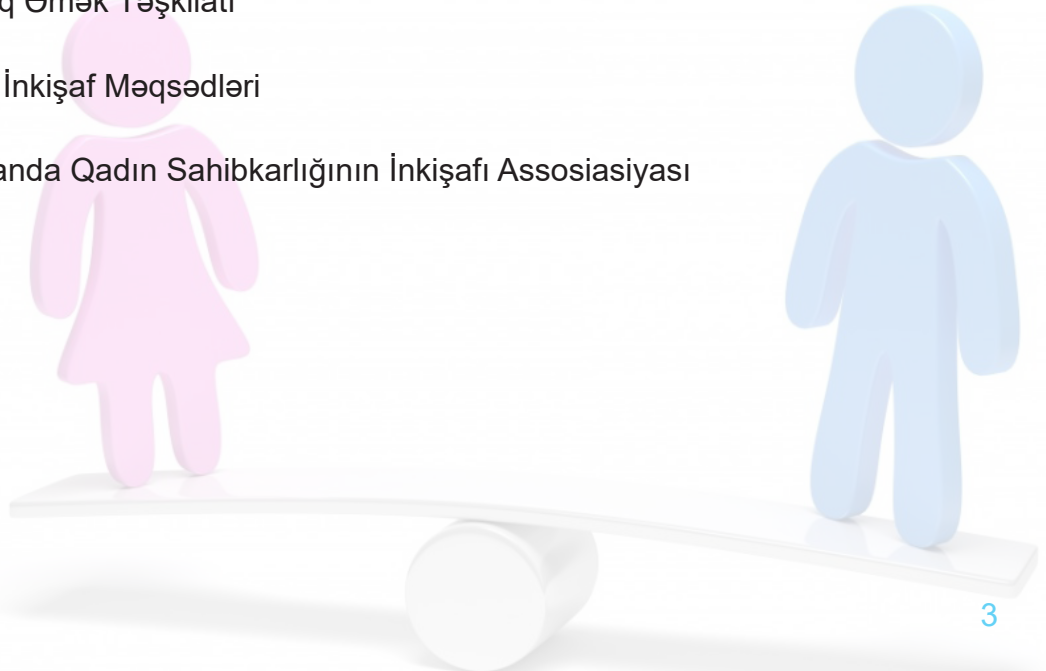 q Əmək Təşkilatı
İnkişaf Məqsədləri
anda Qadın Sahibkarlığının İnkişafı Assosiasiyası
3